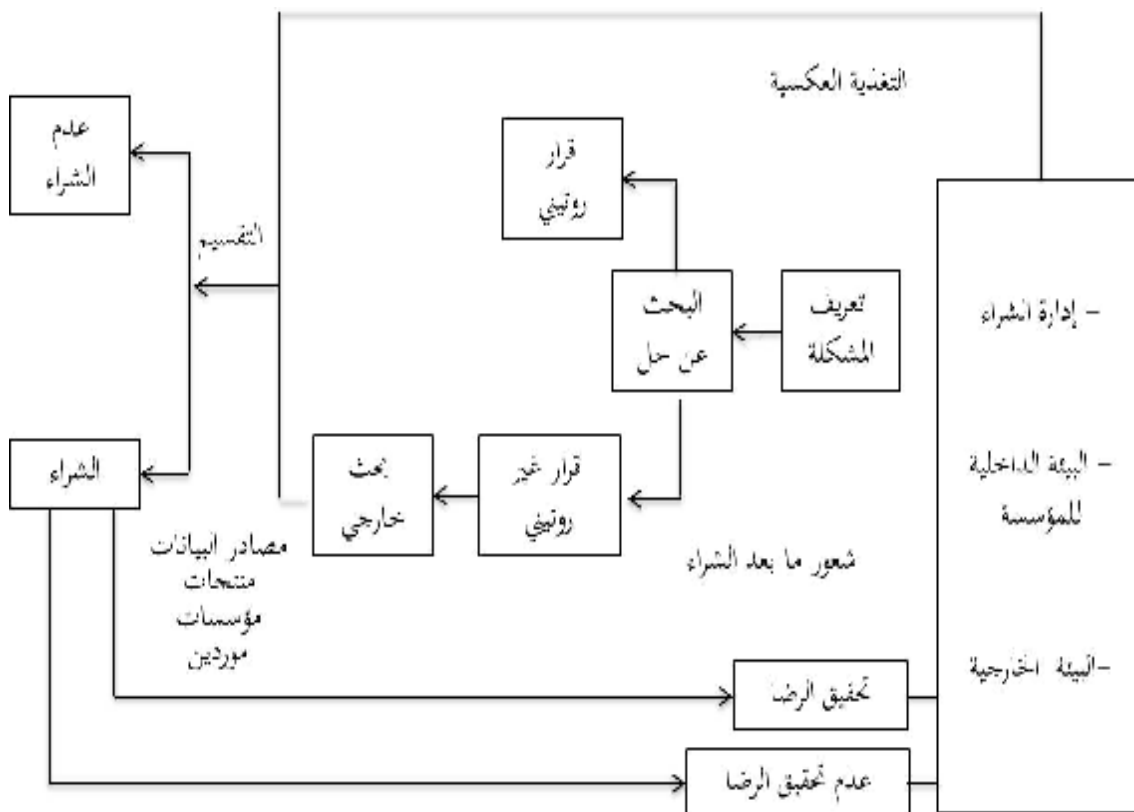 التغذية العكسية
عدم
الشراء
قرار
روتيني
التقسيم
– إدارة الشراء
تعريف
المشكلة
البحث
عن حل
– البيئة الداخلية
للمؤسسة
قرار غير
روتيني
بحث
خارجي
الشراء
شعور ما بعد الشراء
مصادر البيانات
منتجات
مؤسسات
موردين
–البيئة الخارجية
تحقيق الرضا
عدم تحقيق الرضا